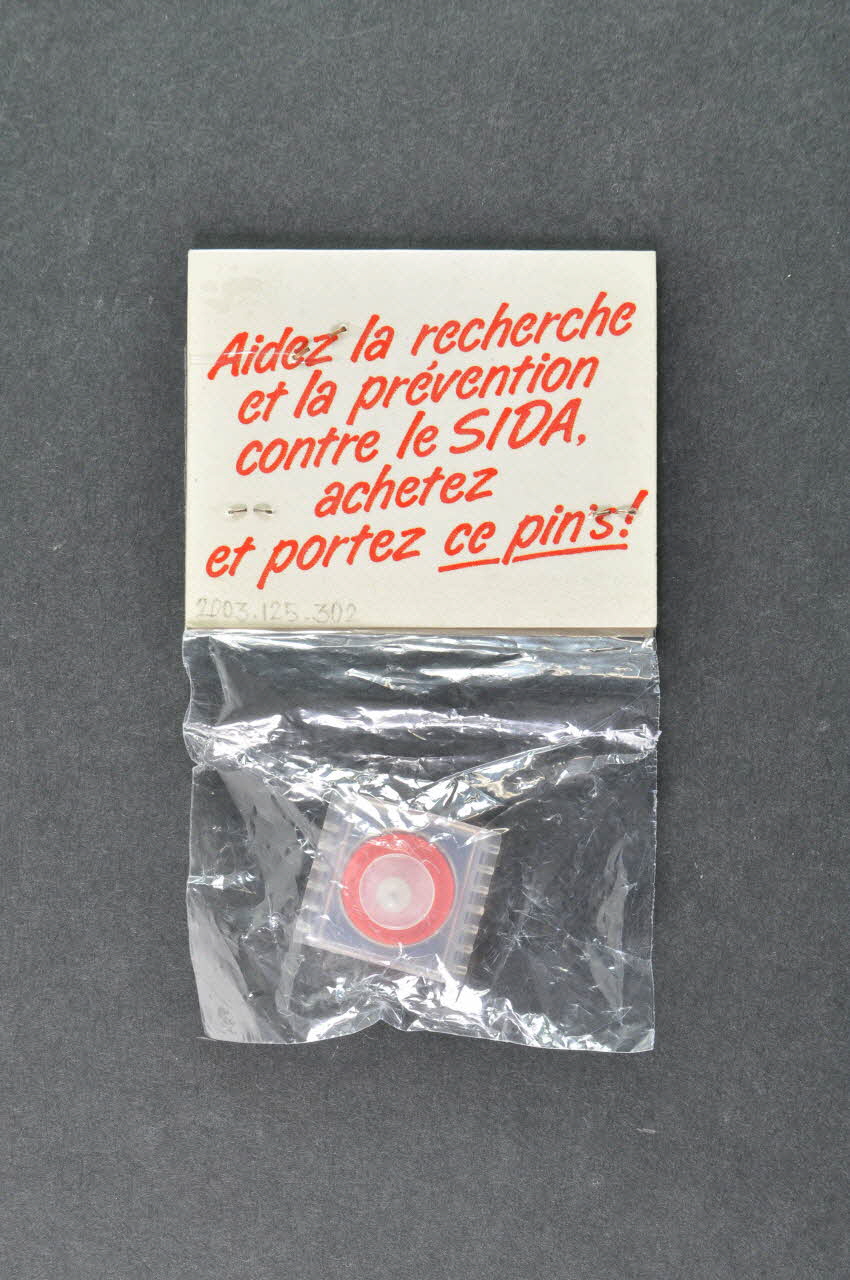 Aidez la recherche
et la prévention
contre le SIDA,
achetez
et portez ce pin's!
2003.125.302